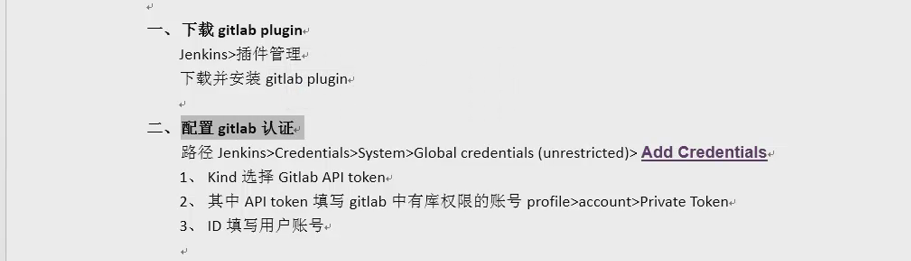 一、下载 gitlab plugin
Jenkins>插件管理
下载并安装 gitlab plugin
二、配置 gitlab 认证
路径 Jenkins>Credentials>System>Global credentials (unrestricted)> Add Credentials
1、 Kind 选择 Gitlab API token
2、 其中 API token 填写 gitlab 中有库权限的账号 profile>account>Private Token
3、 ID 填写用户账号